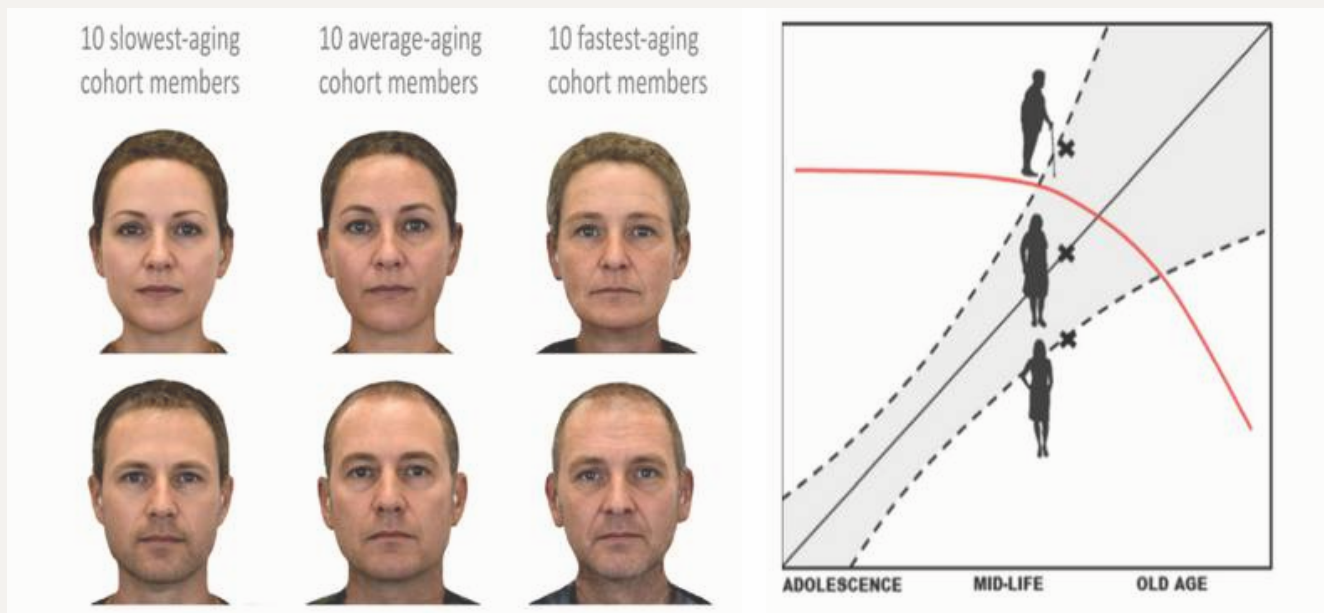 10 slowest-aging
cohort members
10 average-aging
cohort members
10 fastest-aging
cohort members
ADOLESCENCE
MID-LIFE
OLD AGE